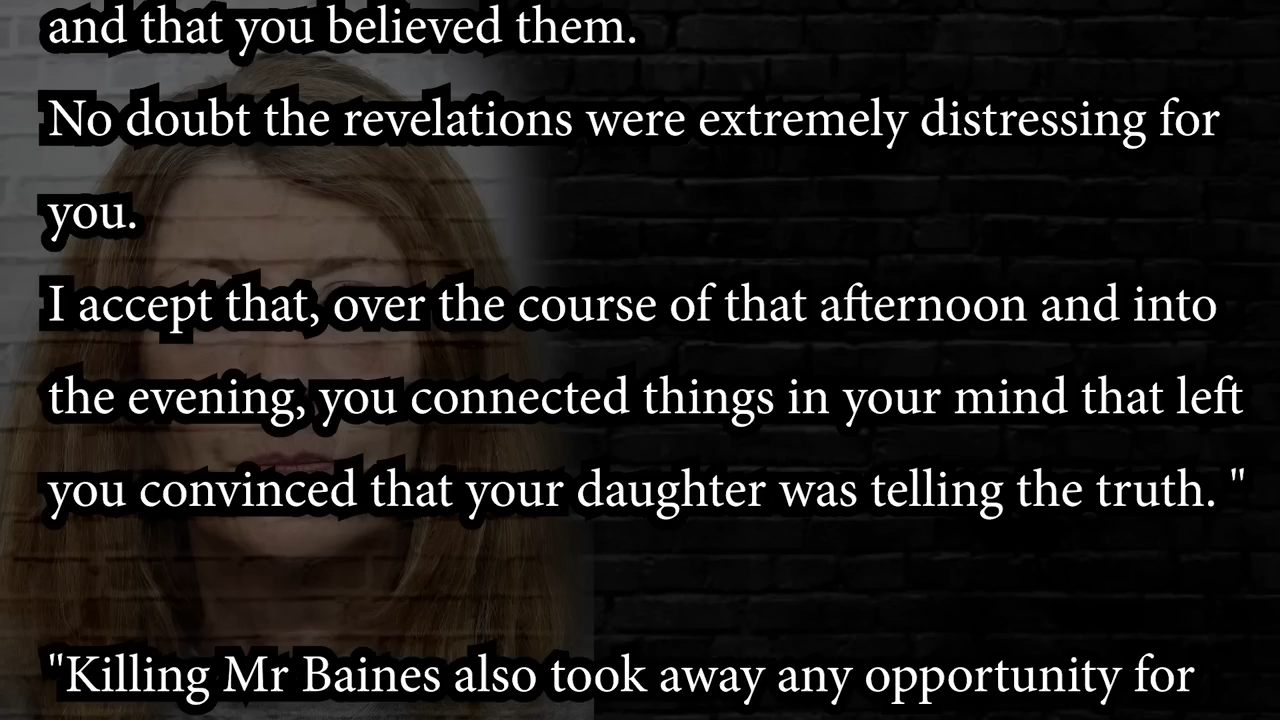 and that you believed them.
No doubt the revelations were extremely distressing for
you.
I accept that, over the course of that afternoon and into
the evening, you connected things in your mind that left
you convinced that your daughter was telling the truth. "
"Killing Mr Baines also took away any opportunity for